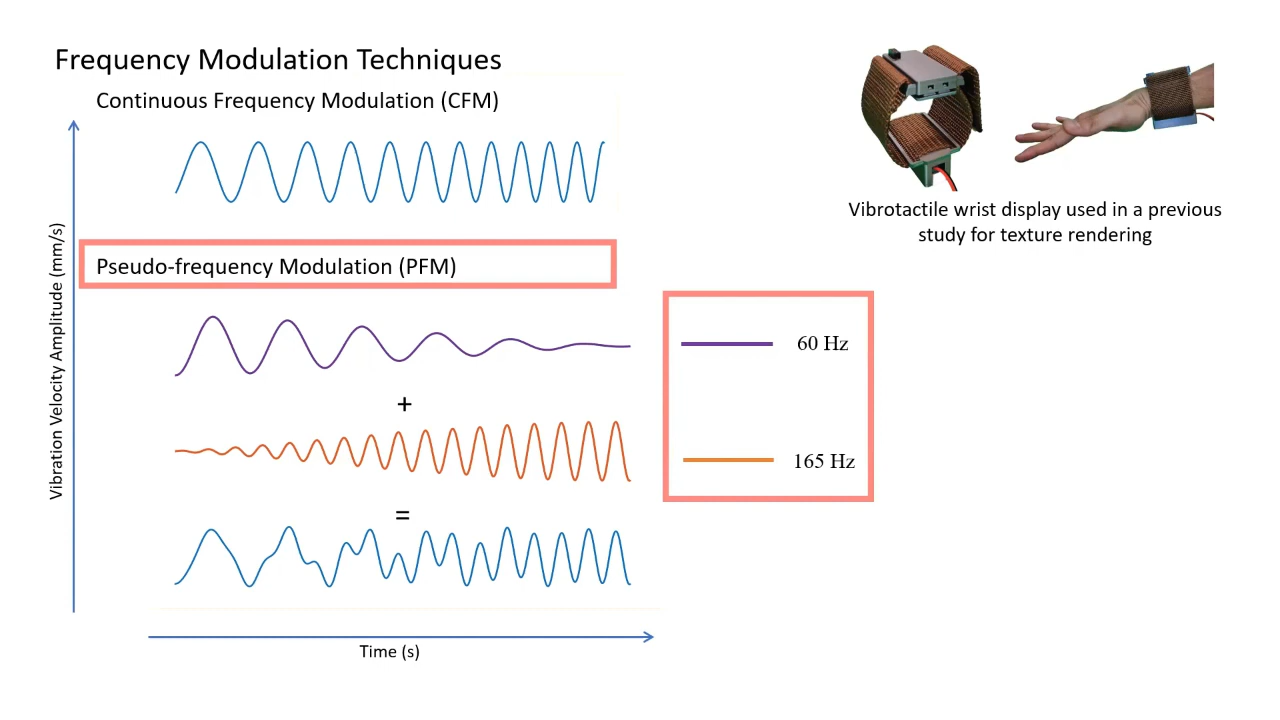 Frequency Modulation Techniques
Continuous Frequency Modulation (CFM)
Vibration Velocity Amplitude (mm/s)
Pseudo-frequency Modulation (PFM)
+
=
Time (s)
60 Hz
165 Hz
Vibrotactile wrist display used in a previous
study for texture rendering